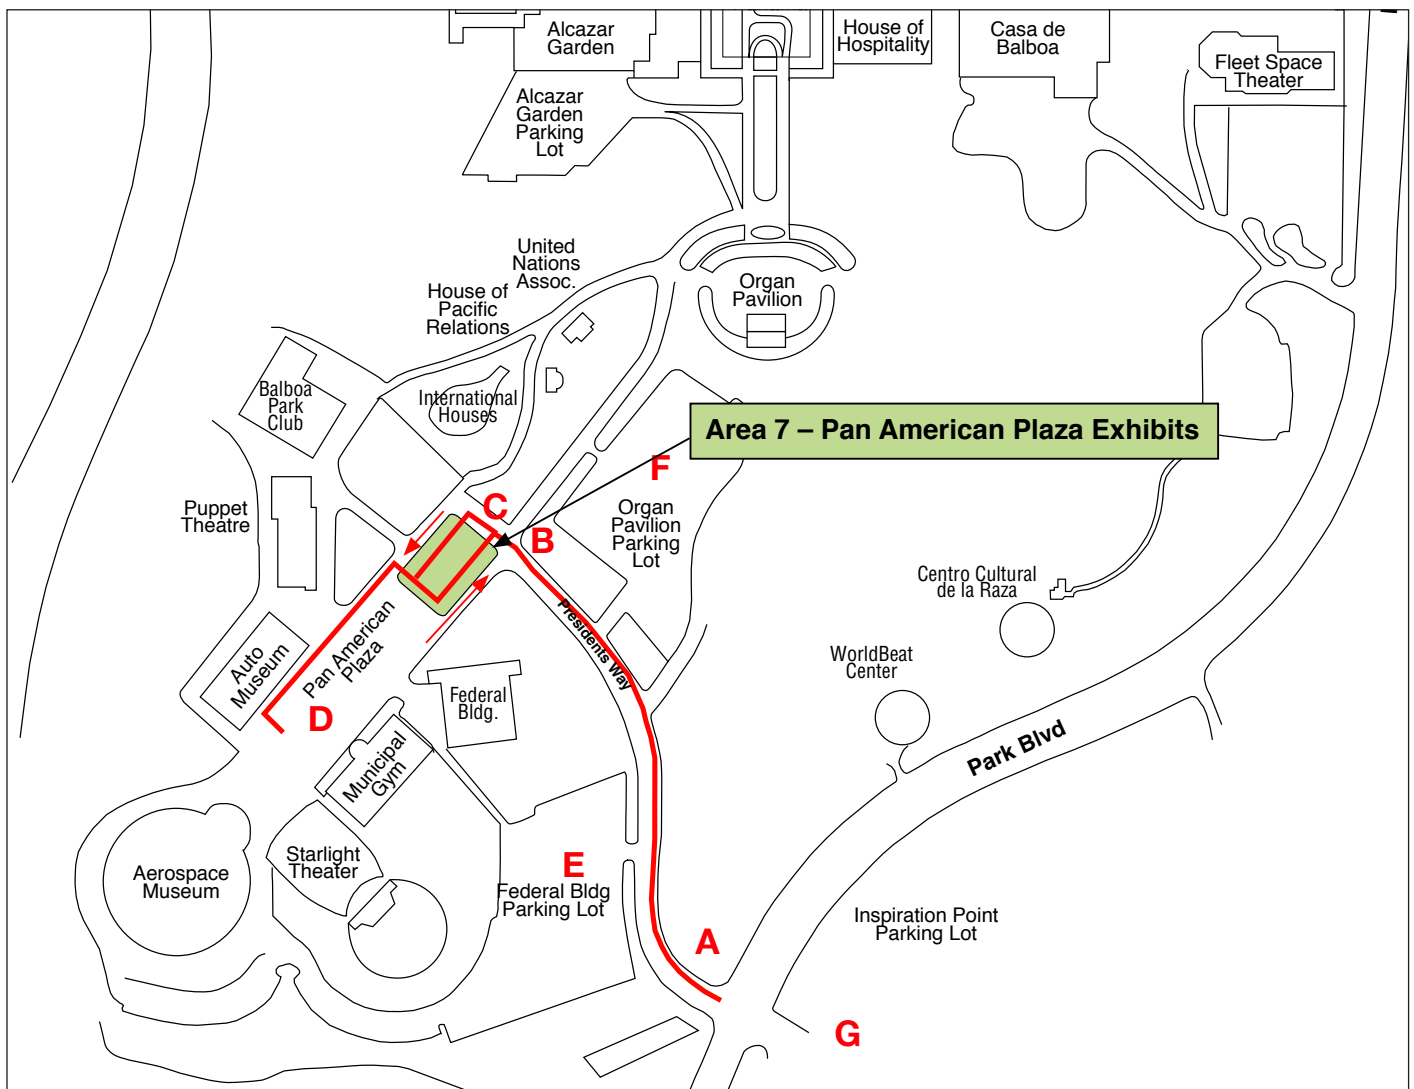 Alcazar
Garden
House of
Hospitality
Casa de
Balboa
Fleet Space
Theater
Alcazar
Garden
Parking
Lot
United
Nations
Assoc.
House of
Pacific
Relations
Organ
Pavilion
Balboa
Park
Club
International
Houses
Area 7 – Pan American Plaza Exhibits
F
Puppet
Theatre
C
B
Organ
Pavilion
Parking
Lot
Centro Cultural
de la Raza
Presidents Way
Pan American
Plaza
Auto
Museum
WorldBeat
Center
Federal
Bldg.
D
Park Blvd
Municipal
Gym
Starlight
Theater
Aerospace
Museum
E
Federal Bldg
Parking Lot
Inspiration Point
Parking Lot
A
G